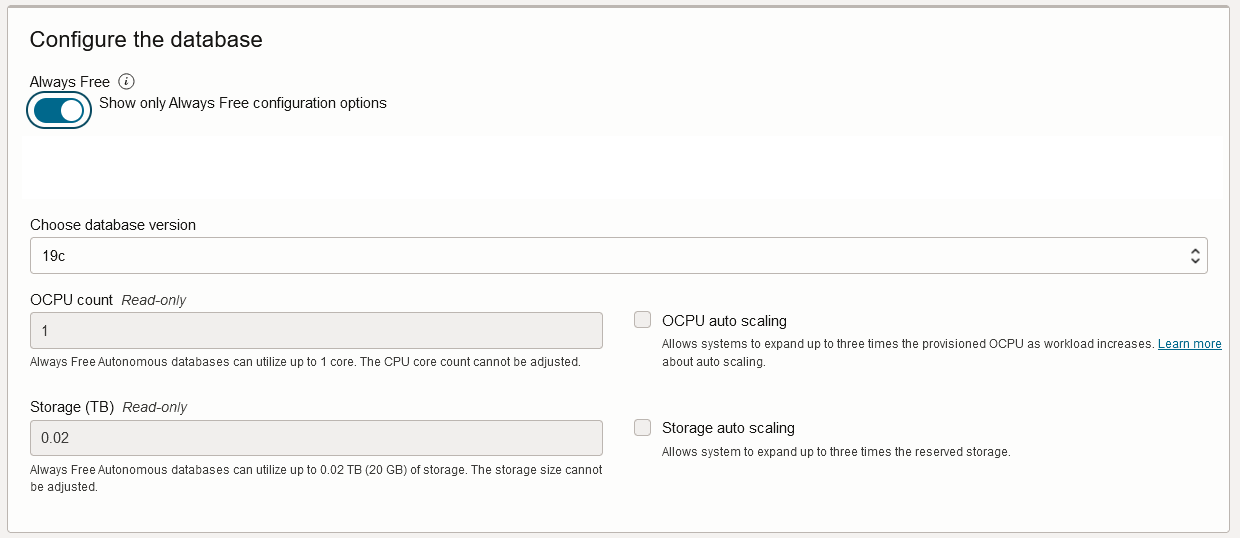 Configure the database
Always Free
Show only Always Free configuration options
Choose database version
19c
OCPU count Read-only
1
Always Free Autonomous databases can utilize up to 1 core. The CPU core count cannot be adjusted.
OCPU auto scaling
Allows systems to expand up to three times the provisioned OCPU as workload increases. Learn more
about auto scaling.
Storage (TB) Read-only
0.02
Always Free Autonomous databases can utilize up to 0.02 TB (20 GB) of storage. The storage size cannot
be adjusted.
Storage auto scaling
Allows system to expand up to three times the reserved storage.